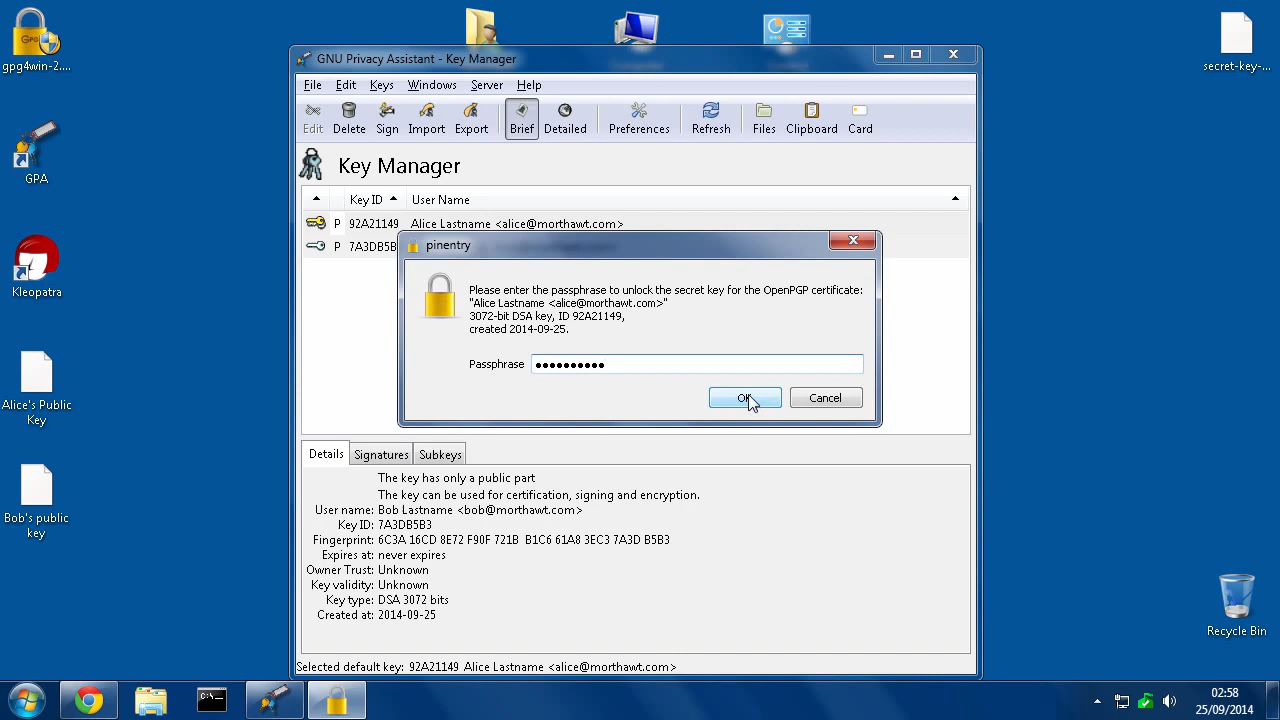 gpg4win-2....
GPA
Kleopatra
Alice's Public
Key
Bob's public
key
secret-key-...
Recycle Bin
GNU Privacy Assistant - Key Manager
File Edit Keys Windows Server Help
Edit Delete Sign Import Export Brief Detailed Preferences Refresh Files Clipboard Card
Key Manager
Key ID User Name
P 92A21149 Alice Lastname <alice@morthawt.com>
P 7A3DB5B
pinentry
Please enter the passphrase to unlock the secret key for the OpenPGP certificate:
"Alice Lastname <alice@morthawt.com>"
3072-bit DSA key, ID 92A21149,
created 2014-09-25.
Passphrase ●●●●●●●●●●
OK Cancel
Details Signatures Subkeys
The key has only a public part
The key can be used for certification, signing and encryption.
User name: Bob Lastname <bob@morthawt.com>
Key ID: 7A3DB5B3
Fingerprint: 6C3A 16CD 8E72 F90F 721B B1C6 61A8 3EC3 7A3D B5B3
Expires at: never expires
Owner Trust: Unknown
Key validity: Unknown
Key type: DSA 3072 bits
Created at: 2014-09-25
Selected default key: 92A21149 Alice Lastname <alice@morthawt.com>
02:58
25/09/2014